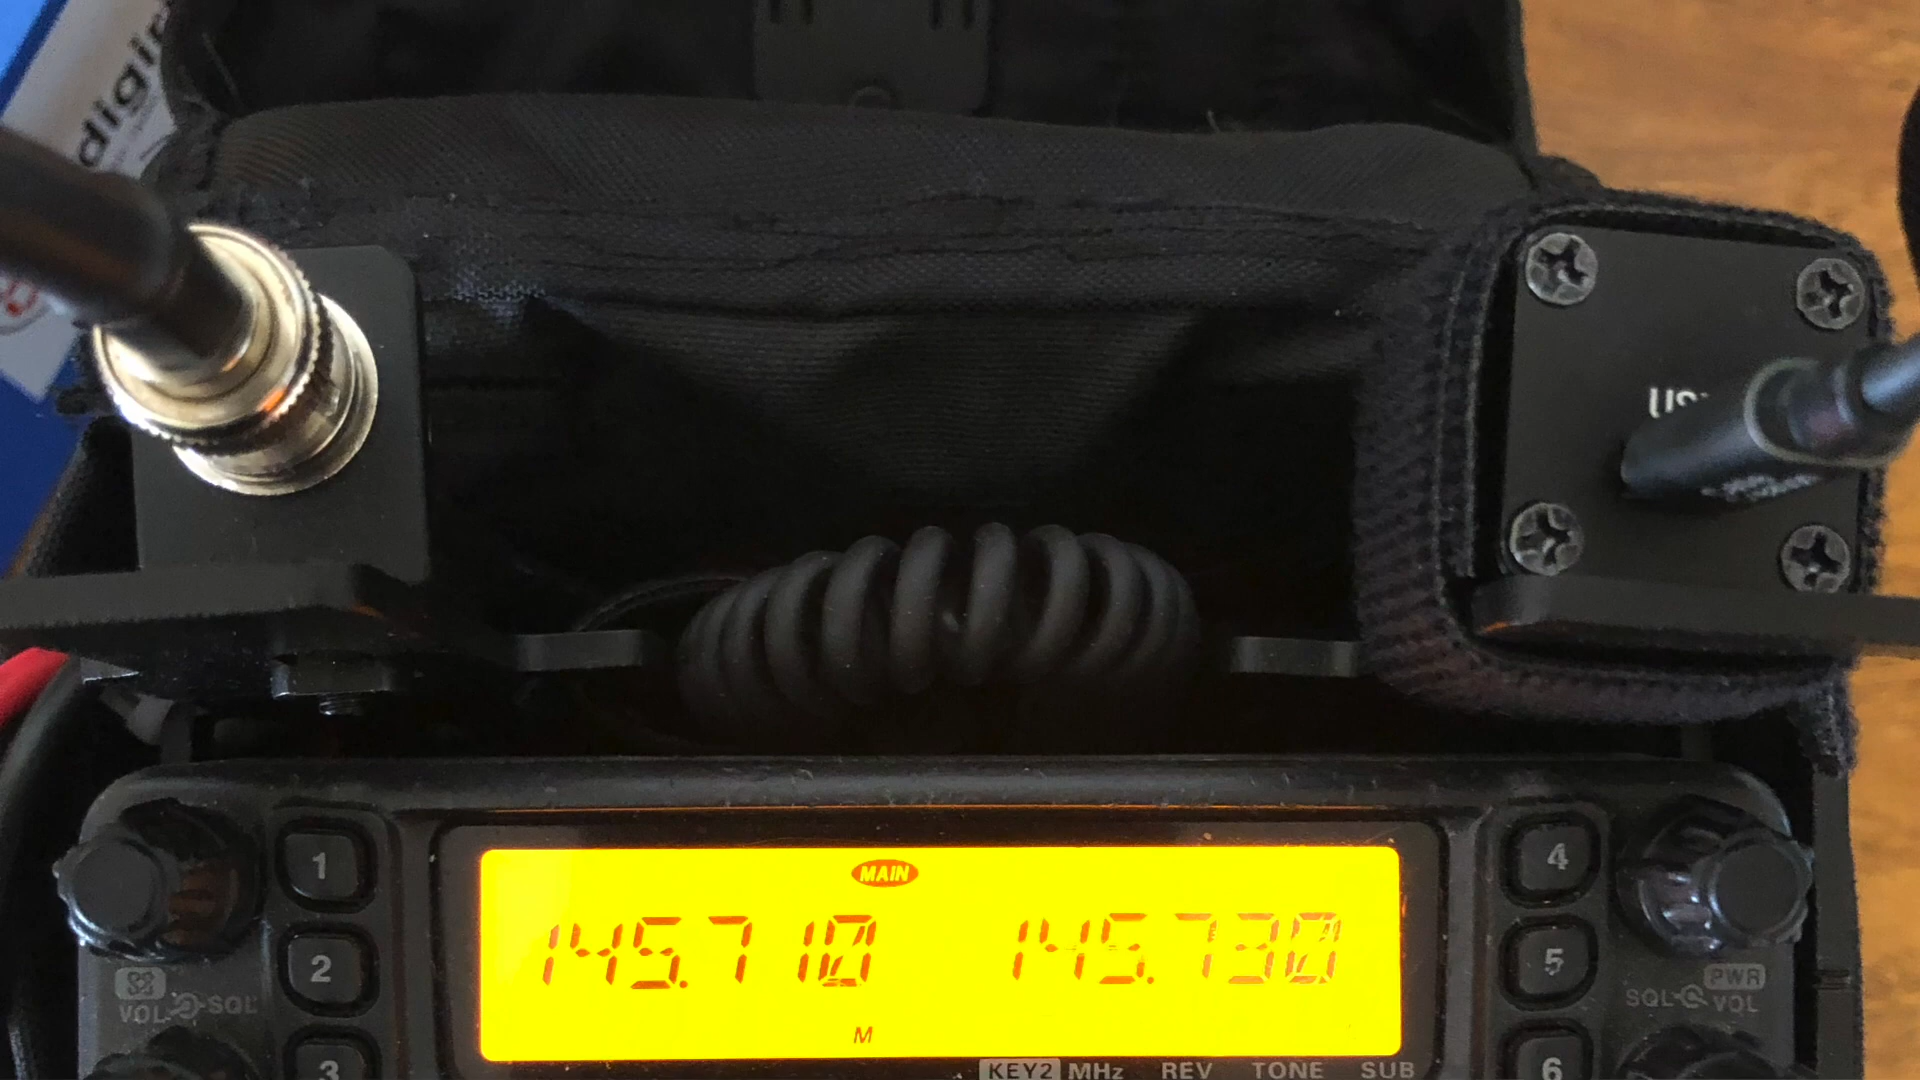 digi
MAIN
145.710
145.730
M
1
2
3
4
5
6
VOL
SQL
PWR
SQL
VOL
KEY2 MHz REV TONE SUB